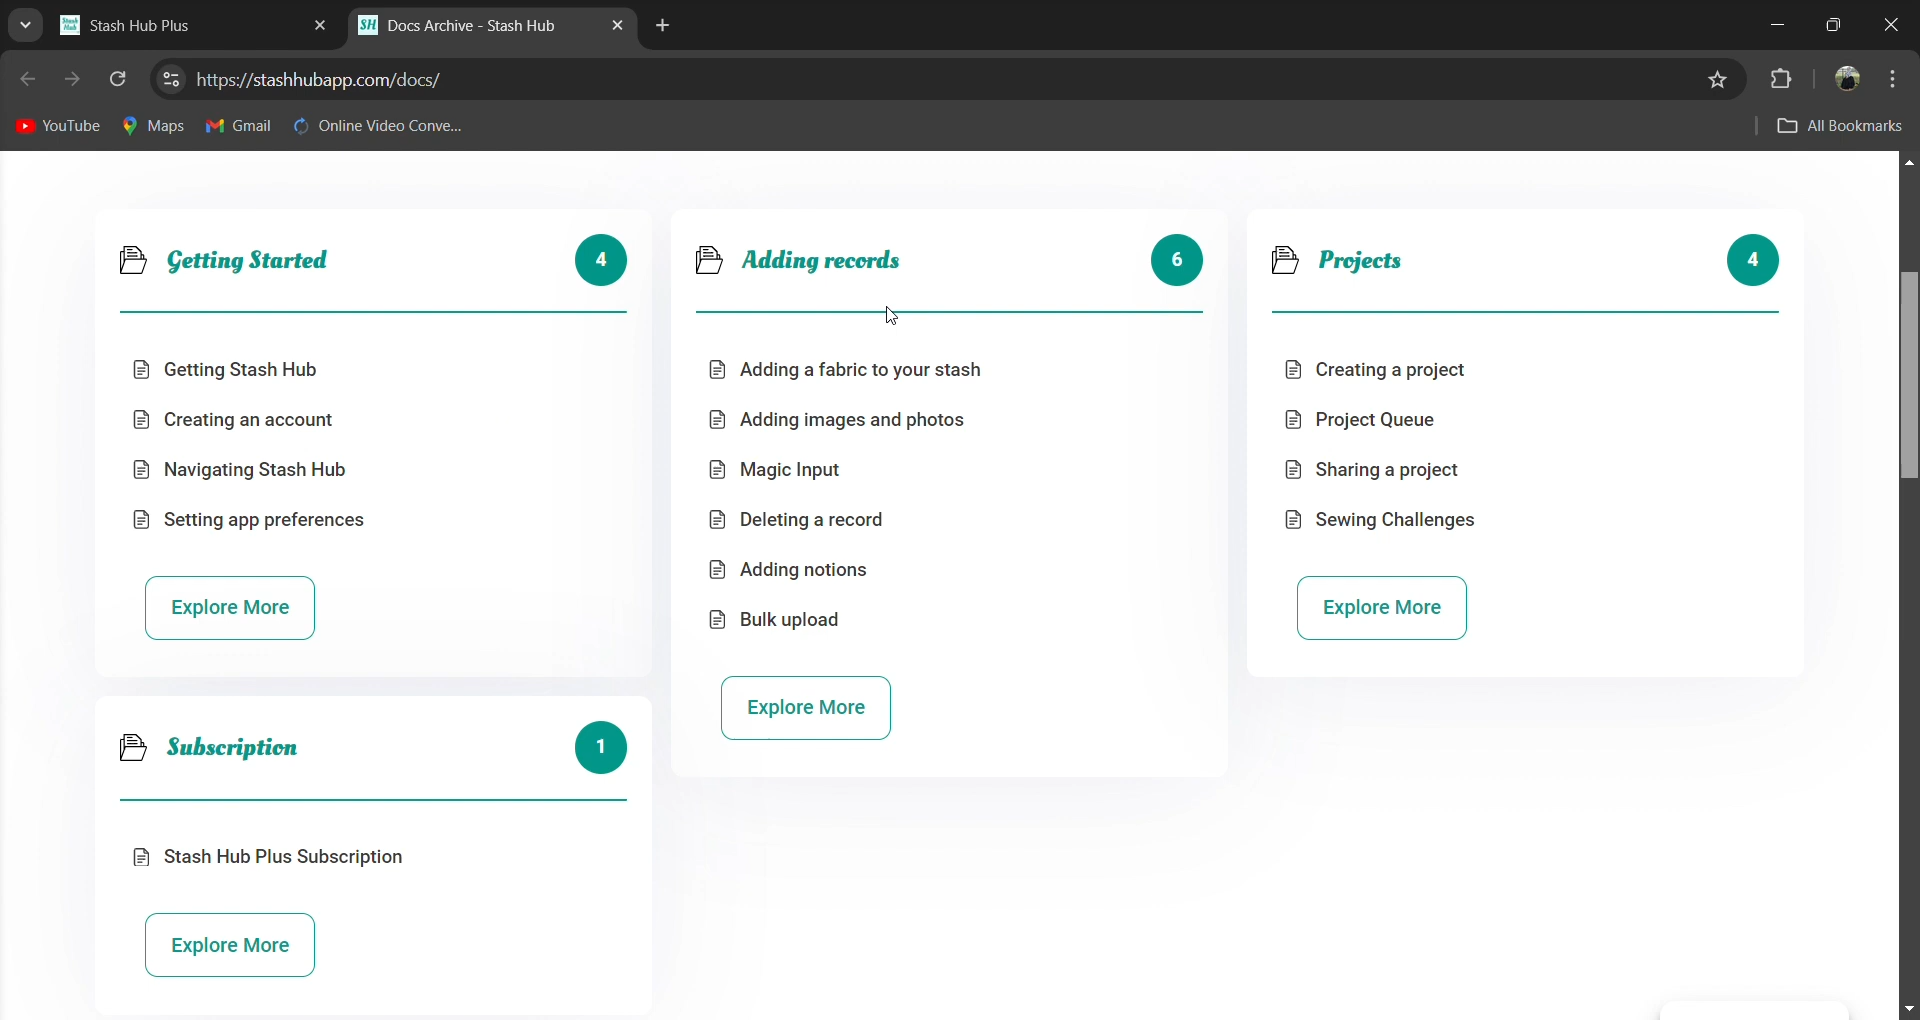 Stash Hub Plus
SH Docs Archive - Stash Hub
https://stashhubapp.com/docs/
YouTube Maps Gmail Online Video Conve... All Bookmarks
Getting Started 4
Getting Stash Hub
Creating an account
Navigating Stash Hub
Setting app preferences
Explore More
Adding records 6
Adding a fabric to your stash
Adding images and photos
Magic Input
Deleting a record
Adding notions
Bulk upload
Explore More
Projects 4
Creating a project
Project Queue
Sharing a project
Sewing Challenges
Explore More
Subscription 1
Stash Hub Plus Subscription
Explore More